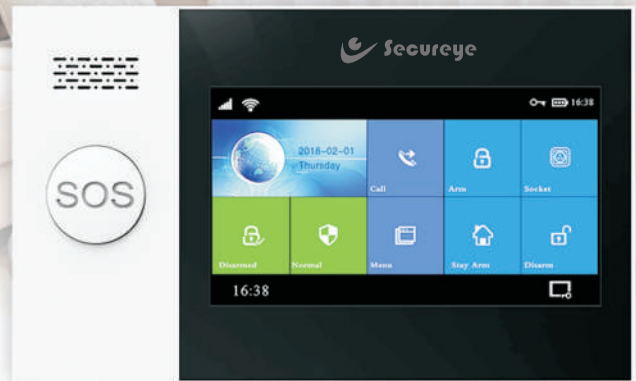 Secureye
16:38
2018-02-01
Thursday
Call
Arm
Socket
SOS
Disarmed
Normal
Menu
Stay Arm
Disarm
16:38